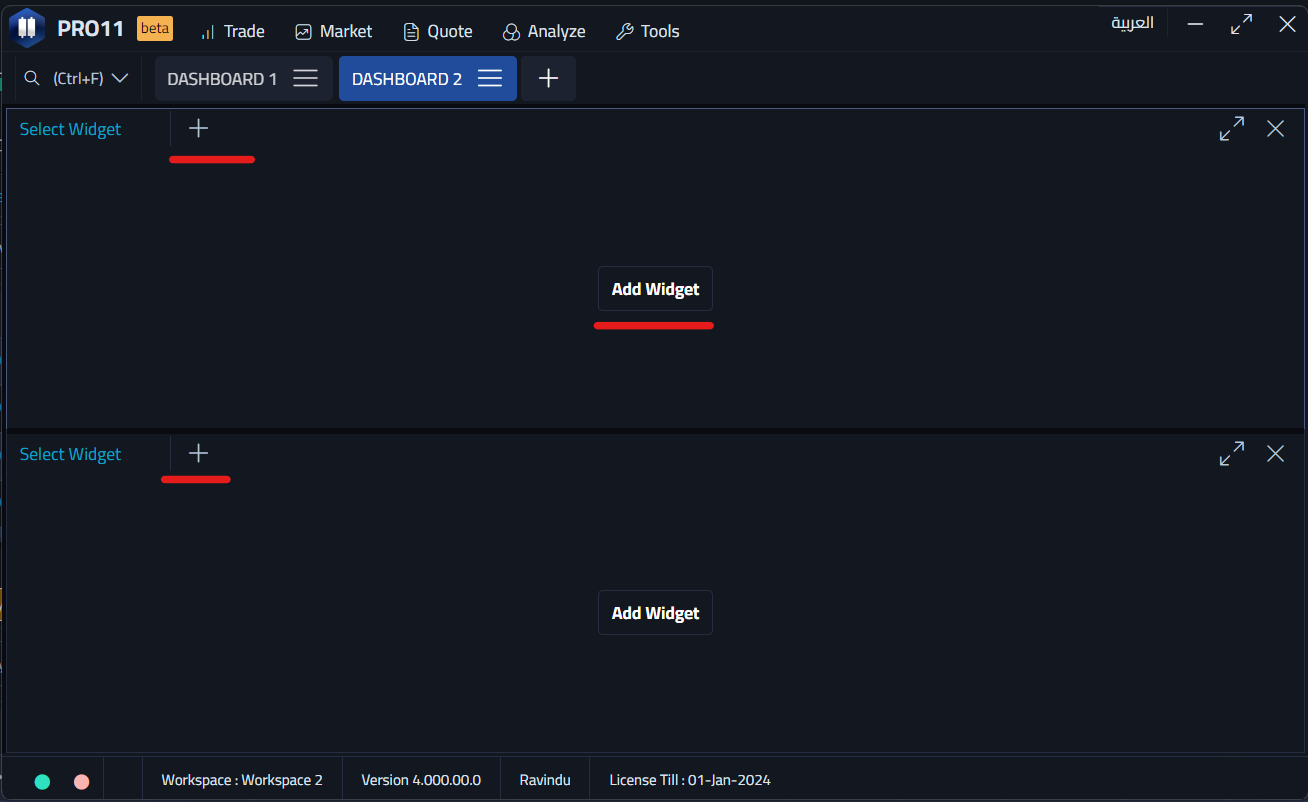 PRO11 beta Trade Market Quote Analyze Tools العربية
(Ctrl+F) DASHBOARD 1 DASHBOARD 2
Select Widget
Add Widget
Select Widget
Add Widget
Workspace : Workspace 2 Version 4.000.00.0 Ravindu License Till : 01-Jan-2024